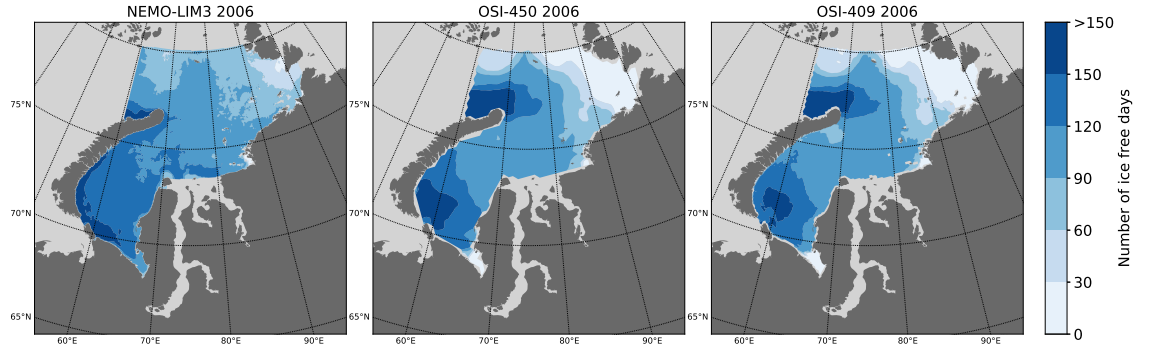 NEMO-LIM3 2006
OSI-450 2006
OSI-409 2006
75°N
70°N
65°N
60°E
70°E
80°E
90°E
75°N
70°N
65°N
60°E
70°E
80°E
90°E
75°N
70°N
65°N
60°E
70°E
80°E
90°E
>150
150
120
90
60
30
0
Number of ice free days